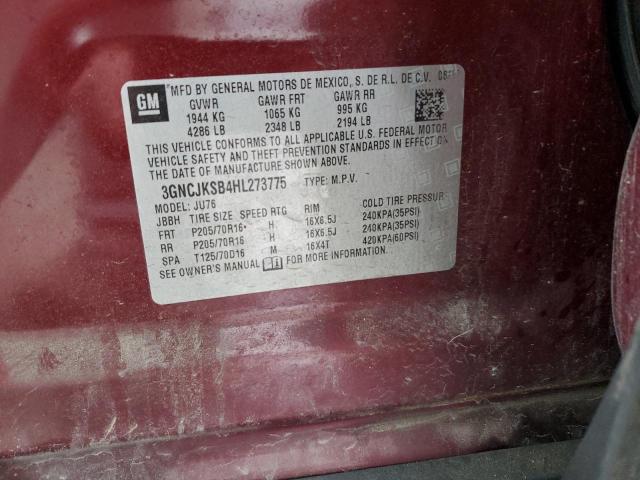 GM
MFD BY GENERAL MOTORS DE MEXICO, S. DE R.L. DE C.V.
GVWR GAWR FRT GAWR RR
1944 KG 1065 KG 995 KG
4286 LB 2348 LB 2194 LB
THIS VEHICLE CONFORMS TO ALL APPLICABLE U.S. FEDERAL MOTOR
VEHICLE SAFETY AND THEFT PREVENTION STANDARDS IN EFFECT ON
DATE OF MANUFACTURE SHOWN ABOVE.
3GNCJKSB4HL273775 TYPE: M.P.V.
MODEL: JU76
JBBH TIRE SIZE SPEED RTG RIM COLD TIRE PRESSUR
FRT P205/70R16 H 16X6.5J 240KPA(35PSI)
RR P205/70R16 H 16X6.5J 240KPA(35PSI)
SPA T125/70D16 M 16X4T 420KPA(60PSI)
SEE OWNER'S MANUAL